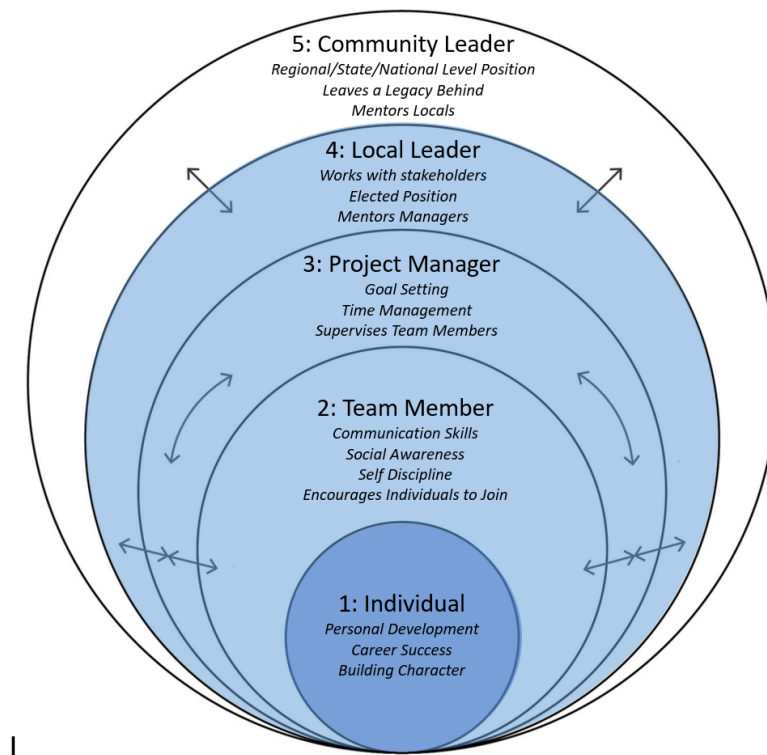 5: Community Leader
Regional/State/National Level Position
Leaves a Legacy Behind
Mentors Locals
4: Local Leader
Works with stakeholders
Elected Position
Mentors Managers
3: Project Manager
Goal Setting
Time Management
Supervises Team Members
2: Team Member
Communication Skills
Social Awareness
Self Discipline
Encourages Individuals to Join
1: Individual
Personal Development
Career Success
Building Character